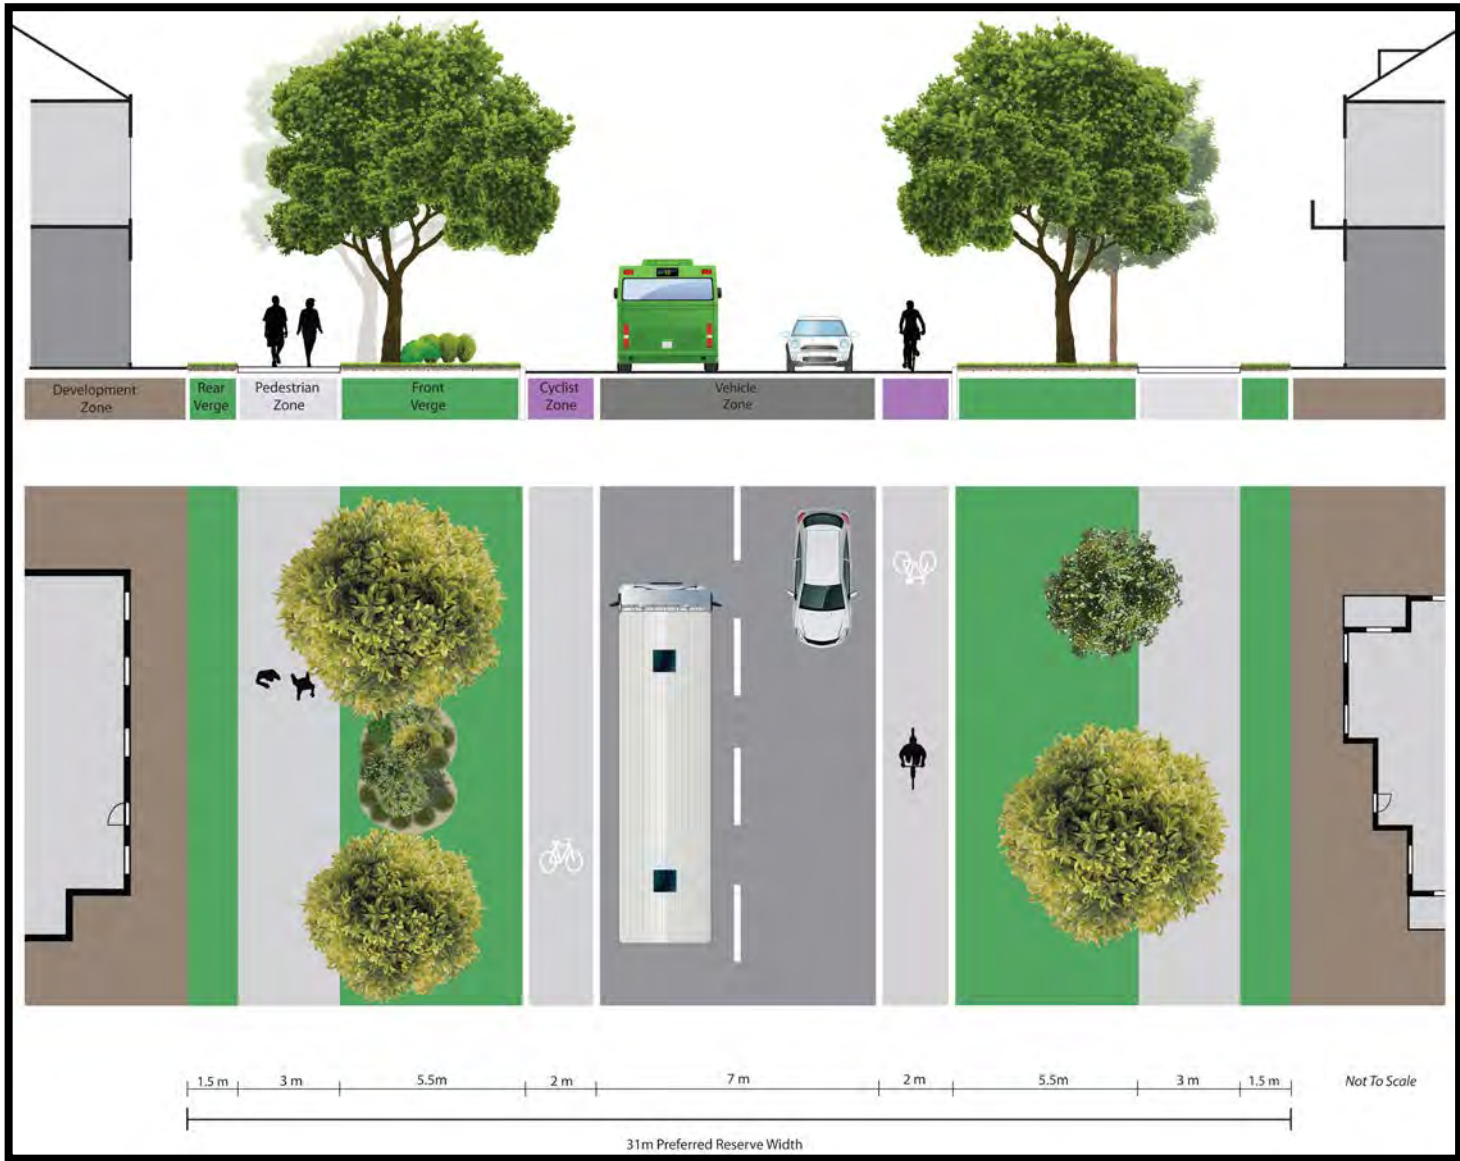 Development
Zone
Rear
Verge
Pedestrian
Zone
Front
Verge
Cyclist
Zone
Vehicle
Zone
1.5 m
3 m
5.5m
2 m
7 m
2 m
5.5m
3 m
1.5 m
Not To Scale
31m Preferred Reserve Width